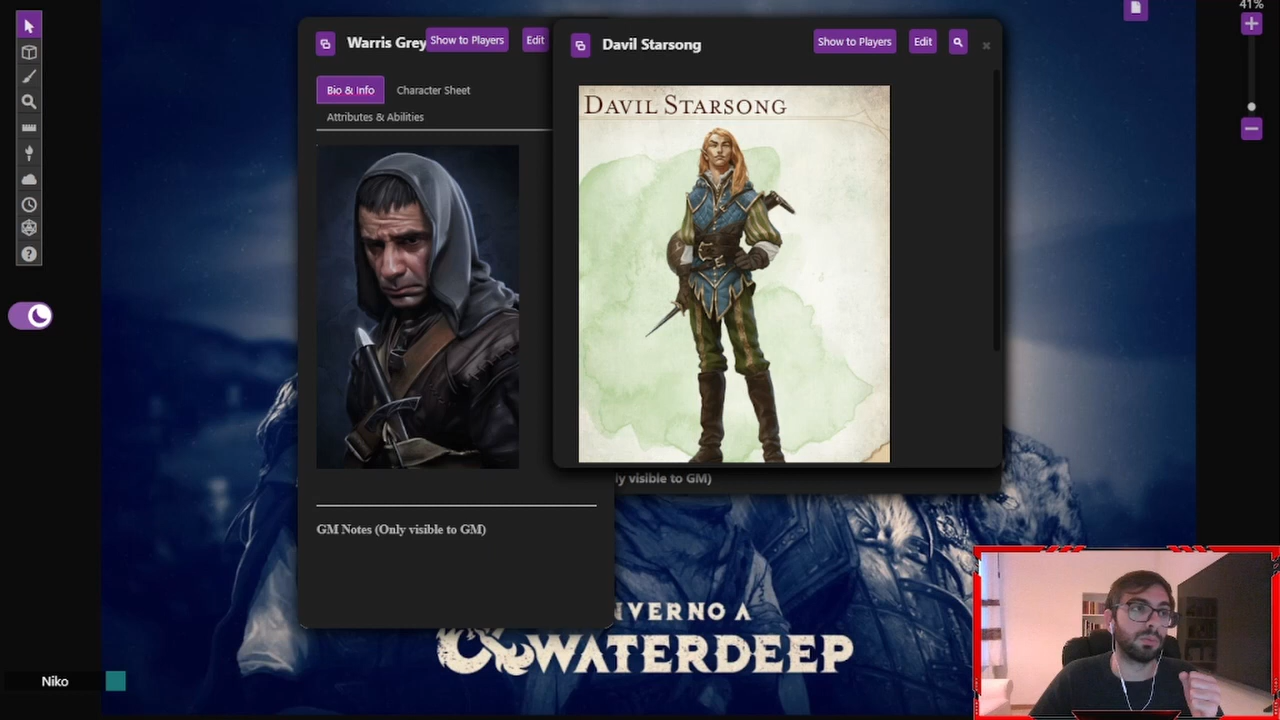 41%
Warris Grey
Show to Players
Edit
Davil Starsong
Show to Players
Edit
Bio & Info
Character Sheet
Attributes & Abilities
DAVIL STARSONG
ly visible to GM)
GM Notes (Only visible to GM)
NVERNO A
WATERDEEP
Niko